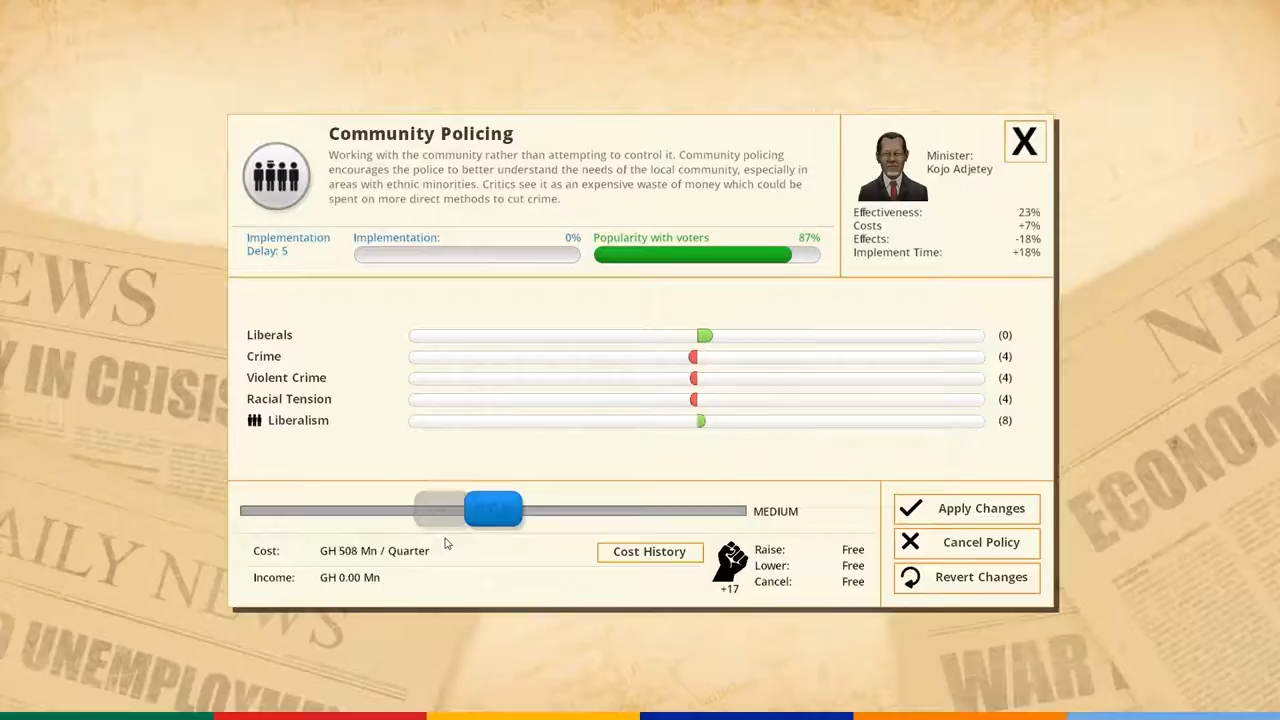 Community Policing
Working with the community rather than attempting to control it. Community policing
encourages the police to better understand the needs of the local community, especially in
areas with ethnic minorities. Critics see it as an expensive waste of money which could be
spent on more direct methods to cut crime.
X
Minister:
Kojo Adjetey
Effectiveness: 23%
Costs +7%
Effects: -18%
Implement Time: +18%
Implementation
Delay: 5
Implementation: 0%
Popularity with voters 87%
Liberals (0)
Crime (4)
Violent Crime (4)
Racial Tension (4)
Liberalism (8)
MEDIUM
Cost: GH 508 Mn / Quarter
Income: GH 0.00 Mn
Cost History
+17
Raise: Free
Lower: Free
Cancel: Free
Apply Changes
Cancel Policy
Revert Changes
EWS
Y IN CRISIS
DAILY NEWS
UNEMPLOYM
NE
ECONOM
WAR